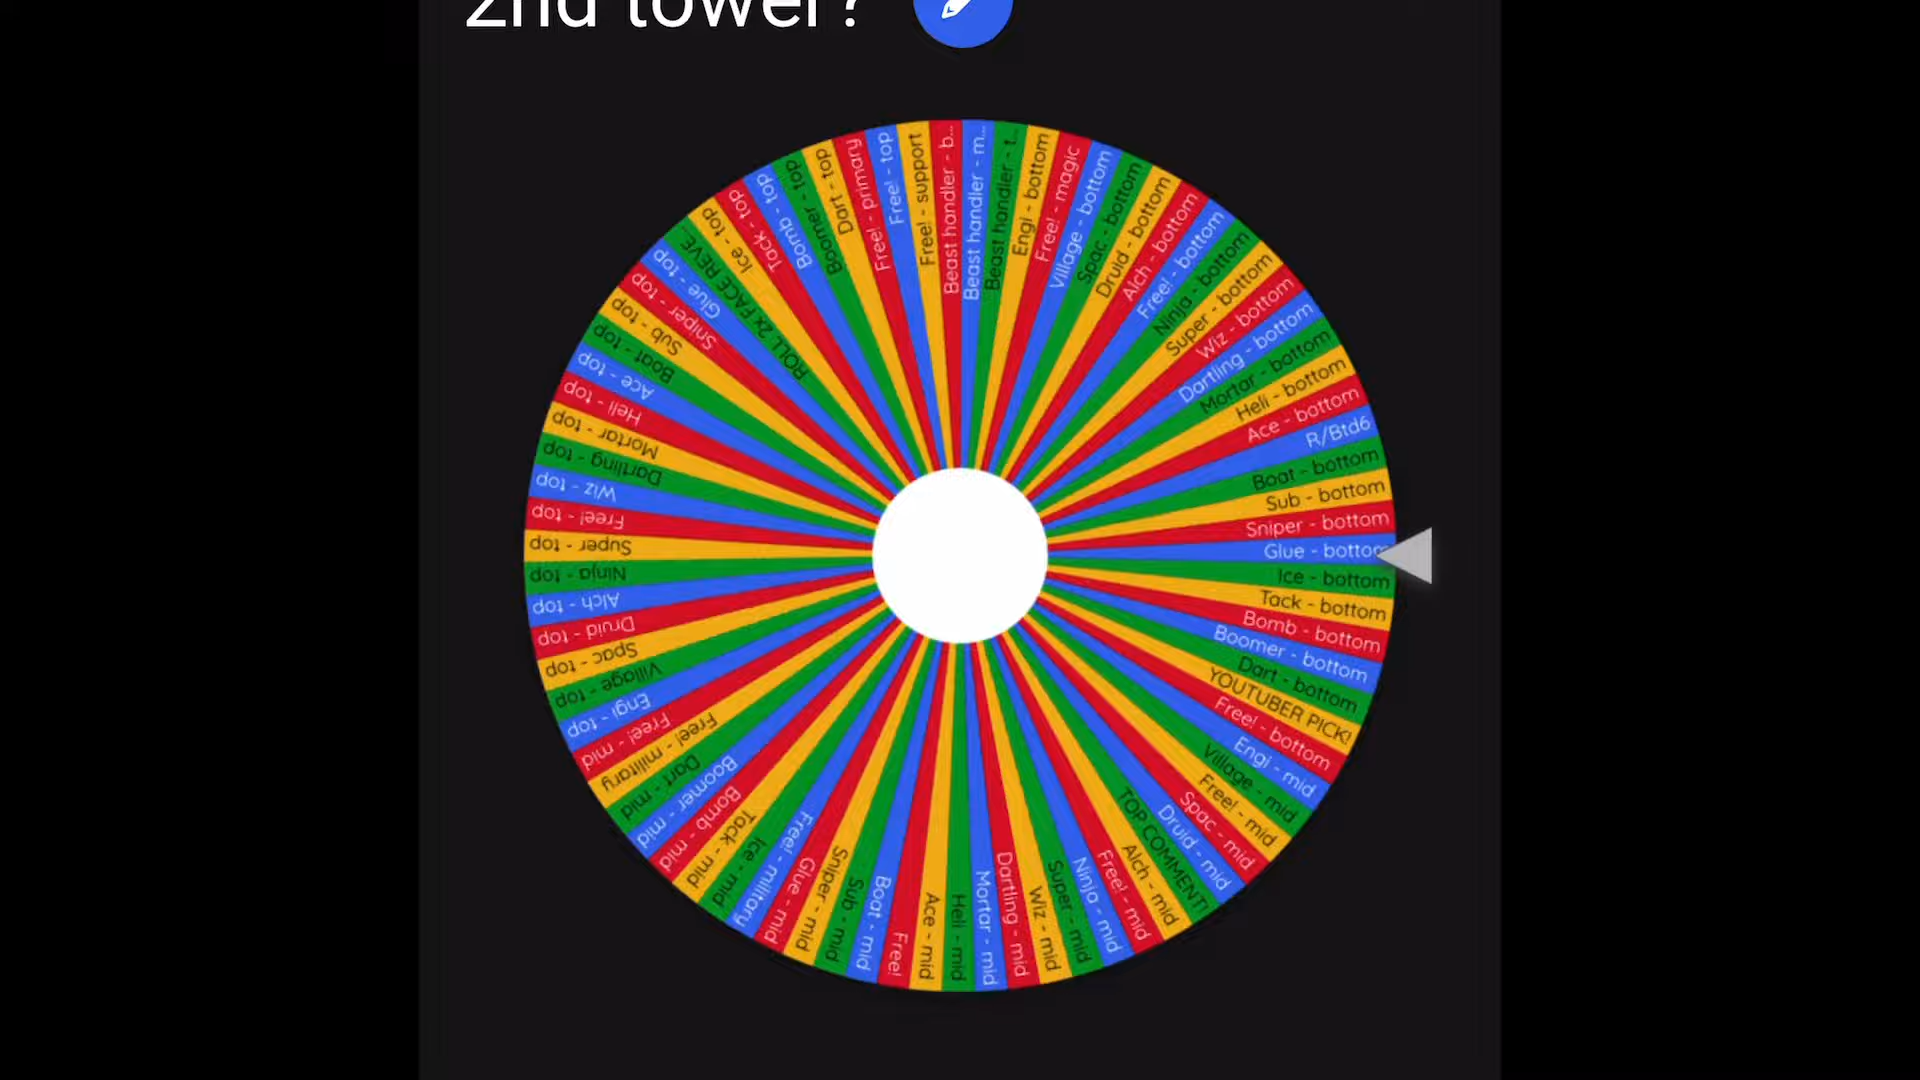 2nd tower?
Beast handler - m...
Beast handler - t...
Engi - bottom
Free! - magic
Village - bottom
Spac - bottom
Druid - bottom
Alch - bottom
Free! - bottom
Ninja - bottom
Super - bottom
Wiz - bottom
Dartling - bottom
Mortar - bottom
Heli - bottom
Ace - bottom
R/Btd6
Boat - bottom
Sub - bottom
Sniper - bottom
Glue - bottom
Ice - bottom
Tack - bottom
Bomb - bottom
Boomer - bottom
Dart - bottom
YOUTUBER PICK!
Free! - bottom
Engi - mid
Village - mid
Free! - mid
Spac - mid
Druid - mid
TOP COMMENT!
Alch - mid
Free! - mid
Ninja - mid
Super - mid
Wiz - mid
Dartling - mid
Mortar - mid
Heli - mid
Ace - mid
Free!
Boat - mid
Sub - mid
Sniper - mid
Glue - mid
Free! - military
Ice - mid
Tack - mid
Bomb - mid
Boomer - mid
Dart - mid
Free! - military
Free! - mid
Engi - top
Village - top
Spac - top
Druid - top
Alch - top
Ninja - top
Super - top
Free! - top
Wiz - top
Dartling - top
Mortar - top
Heli - top
Ace - top
Boat - top
Sub - top
Sniper - top
Glue - top
ROLL 2x FACE REVE
Ice - top
Tack - top
Bomb - top
Boomer - top
Dart - top
Free! - primary
Free! - top
Free! - support
Beast handler - b...